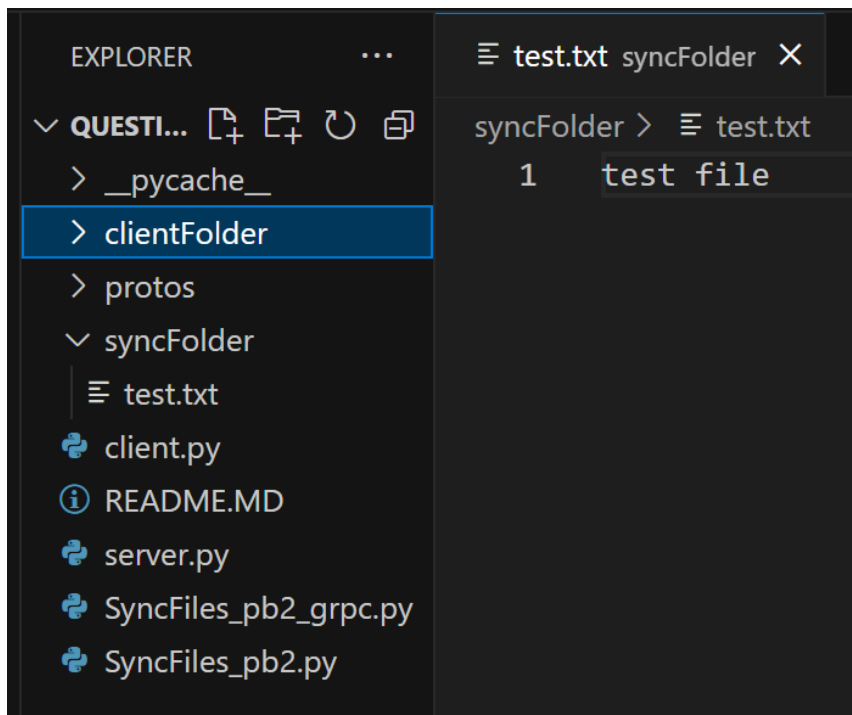 EXPLORER ...
QUESTI...
__pycache__
clientFolder
protos
syncFolder
test.txt
client.py
README.MD
server.py
SyncFiles_pb2_grpc.py
SyncFiles_pb2.py
test.txt syncFolder
syncFolder > test.txt
1 test file